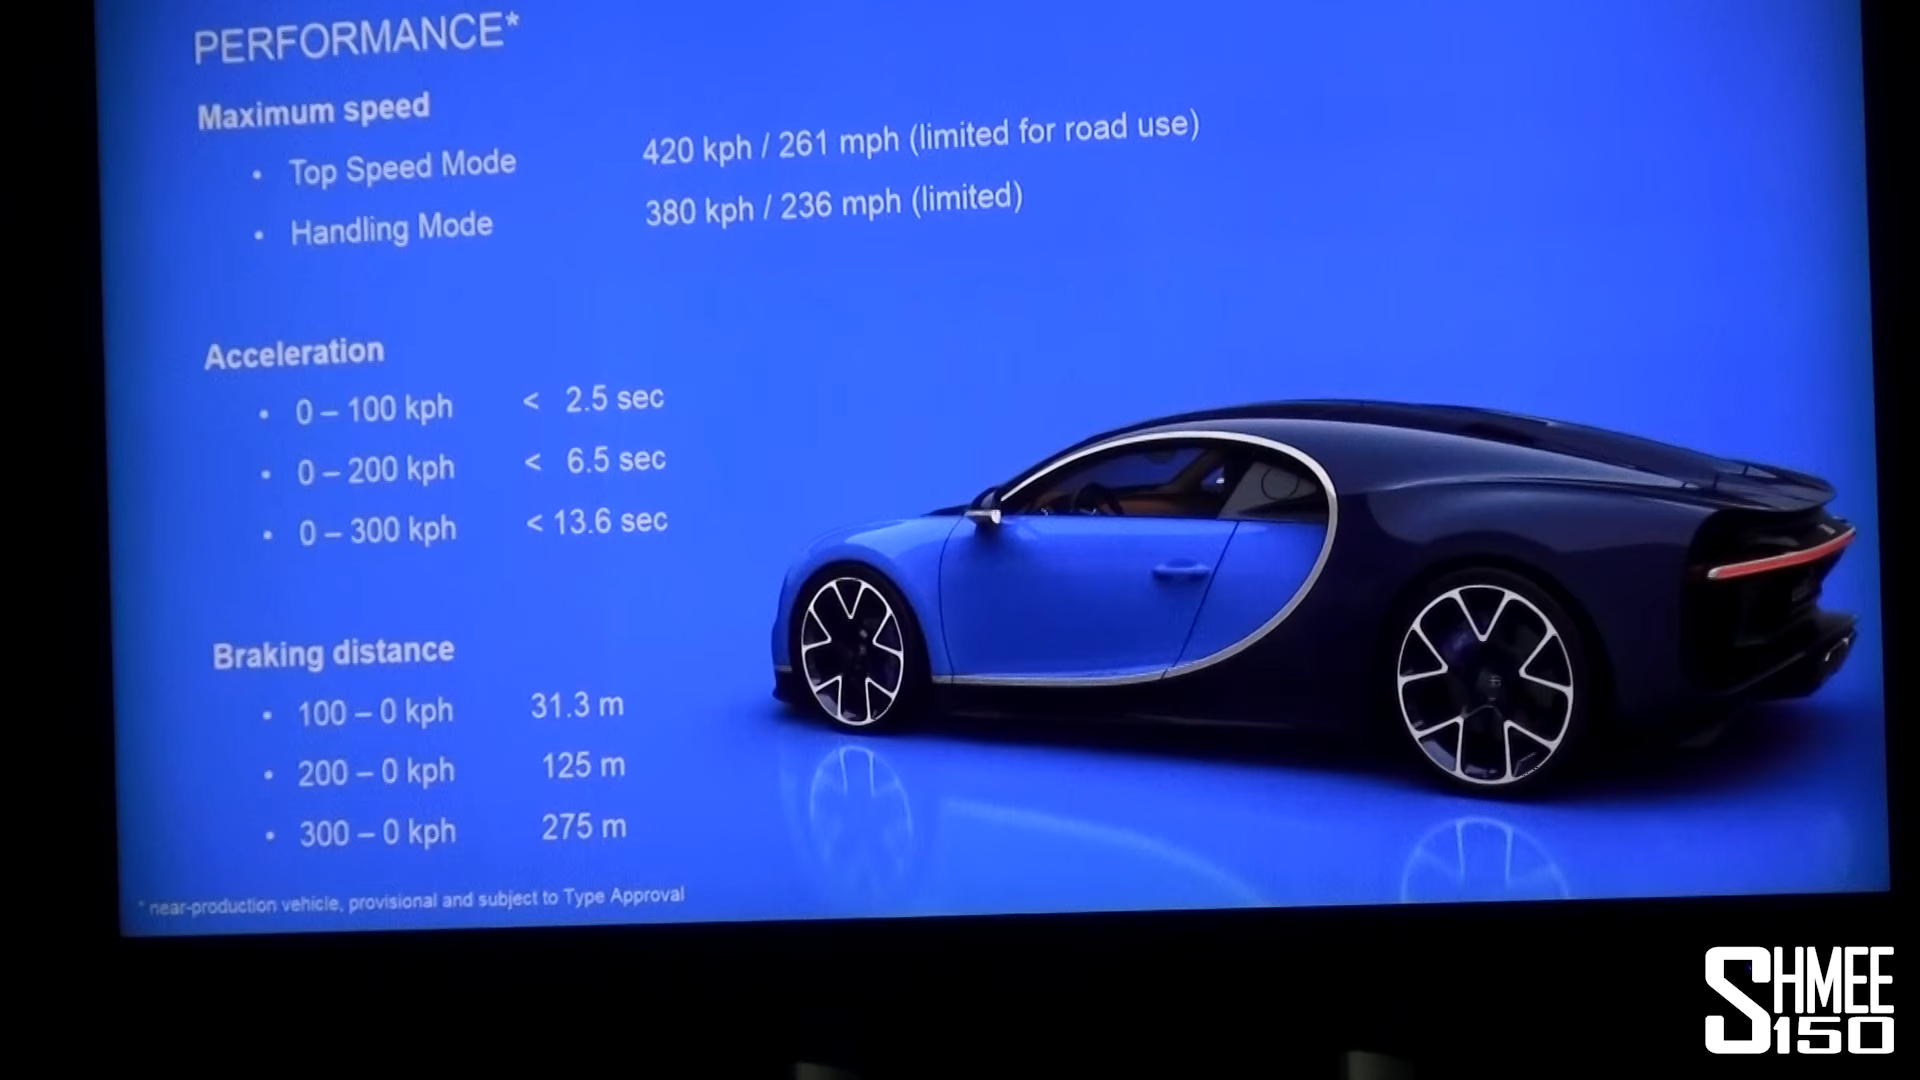 PERFORMANCE*
Maximum speed
• Top Speed Mode 420 kph / 261 mph (limited for road use)
• Handling Mode 380 kph / 236 mph (limited)
Acceleration
• 0 – 100 kph < 2.5 sec
• 0 – 200 kph < 6.5 sec
• 0 – 300 kph < 13.6 sec
Braking distance
• 100 – 0 kph 31.3 m
• 200 – 0 kph 125 m
• 300 – 0 kph 275 m
* near-production vehicle, provisional and subject to Type Approval
SHMEE
150